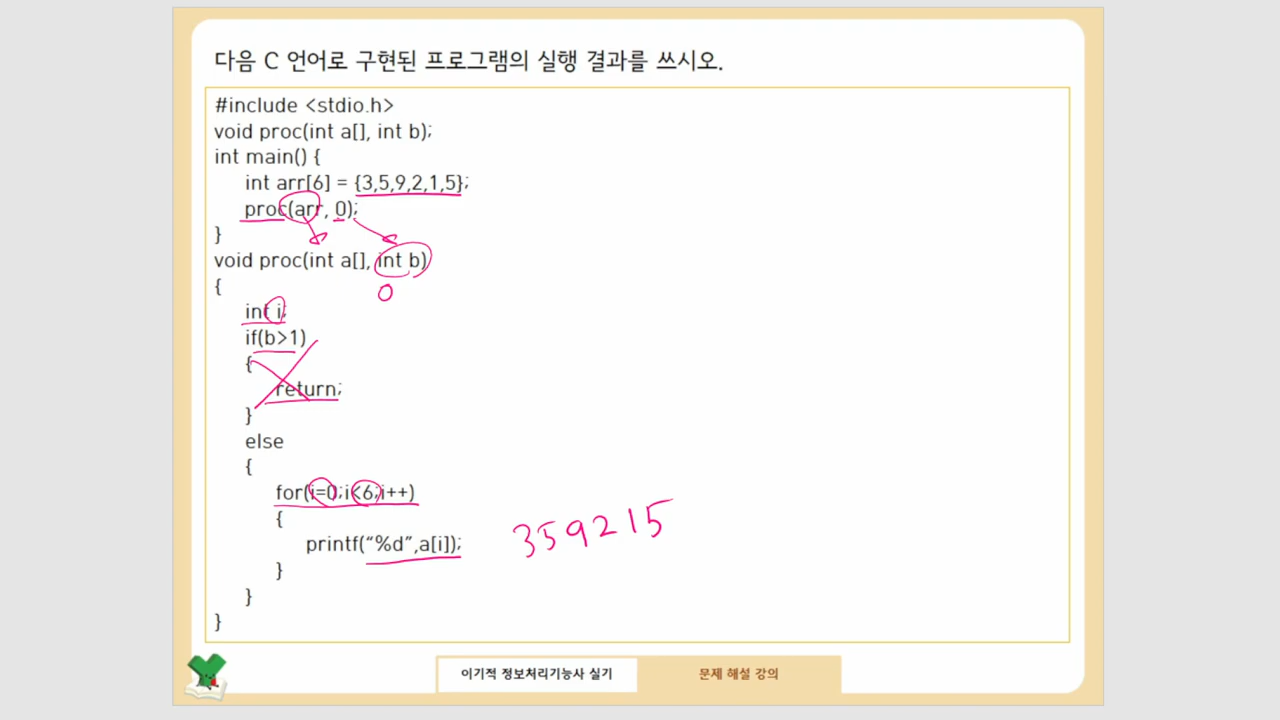 다음 C 언어로 구현된 프로그램의 실행 결과를 쓰시오.
#include <stdio.h>
void proc(int a[], int b);
int main() {
int arr[6] = {3,5,9,2,1,5};
proc(arr, 0);
}
void proc(int a[], int b)
{
0
int i;
if(b>1)
{
return;
}
else
{
for(i=0;i<6;i++)
{
printf(“%d”,a[i]);
359215
}
}
}
이기적 정보처리기능사 실기
문제 해설 강의